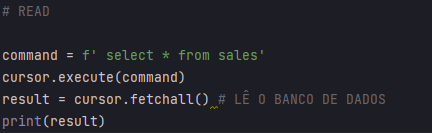 # READ
command = f' select * from sales'
cursor.execute(command)
result = cursor.fetchall() # LÊ O BANCO DE DADOS
print(result)